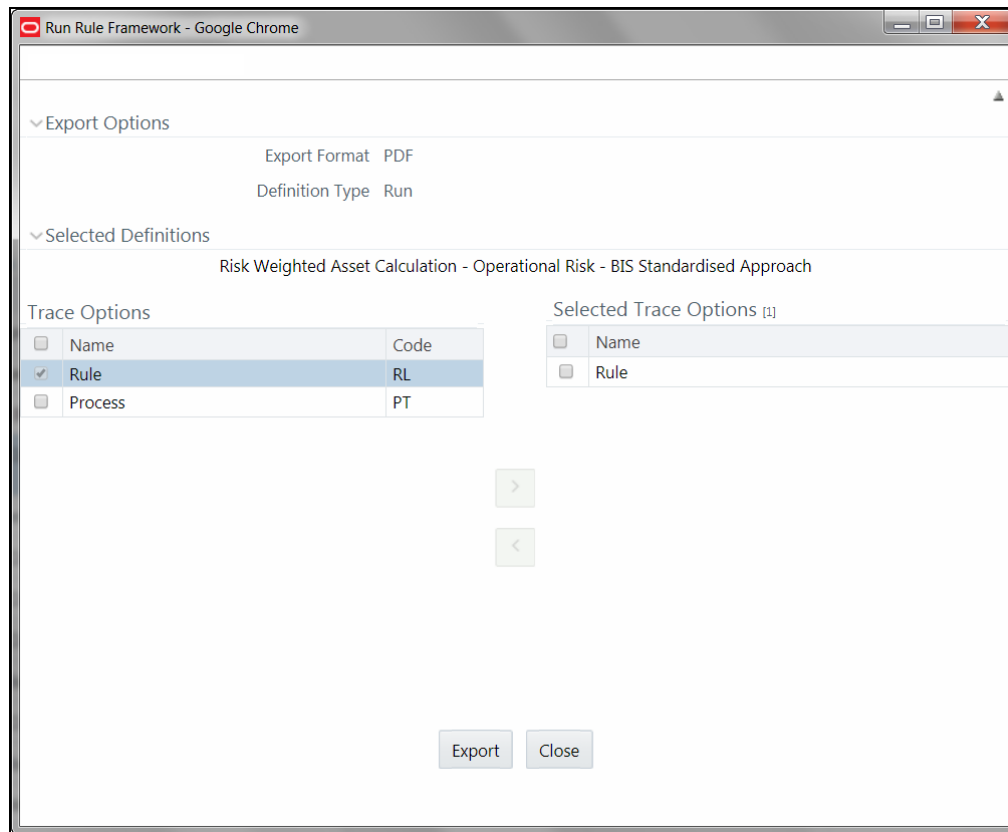 Run Rule Framework - Google Chrome
Export Options
Export Format PDF
Definition Type Run
Selected Definitions
Risk Weighted Asset Calculation - Operational Risk - BIS Standardised Approach
Trace Options
Name Code
Rule RL
Process PT
Selected Trace Options [1]
Name
Rule
>
<
Export Close